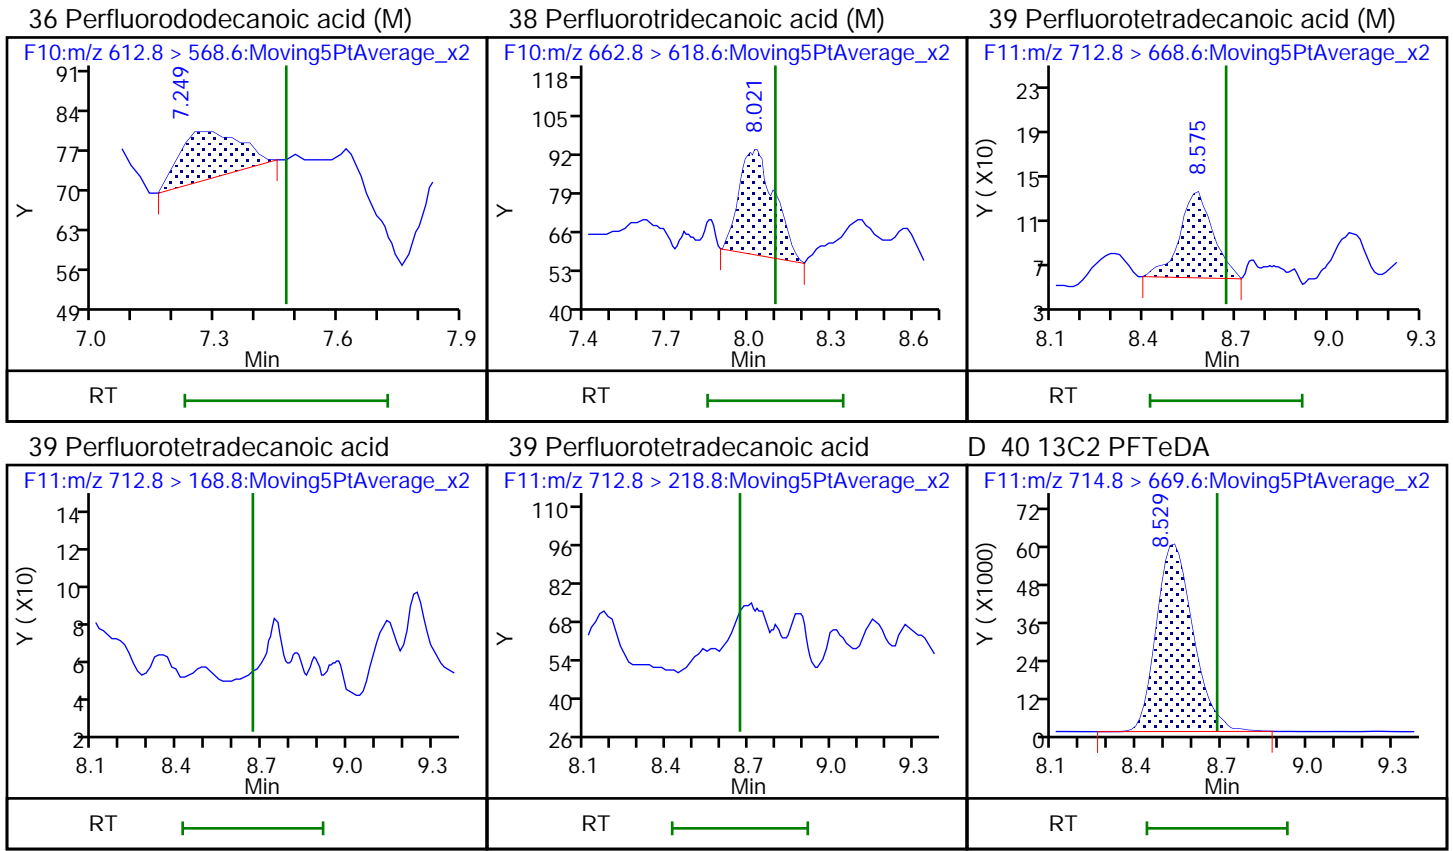 36 Perfluorododecanoic acid (M)
F10:m/z 612.8 > 568.6:Moving5PtAverage_x2
7.249
Y
91
84
77
70
63
56
49
7.0 7.3 7.6 7.9
Min
RT
38 Perfluorotridecanoic acid (M)
F10:m/z 662.8 > 618.6:Moving5PtAverage_x2
8.021
Y
118
105
92
79
66
53
40
7.4 7.7 8.0 8.3 8.6
Min
RT
39 Perfluorotetradecanoic acid (M)
F11:m/z 712.8 > 668.6:Moving5PtAverage_x2
8.575
Y ( X10)
23
19
15
11
7
3
8.1 8.4 8.7 9.0 9.3
Min
RT
39 Perfluorotetradecanoic acid
F11:m/z 712.8 > 168.8:Moving5PtAverage_x2
Y ( X10)
14
12
10
8
6
4
2
8.1 8.4 8.7 9.0 9.3
Min
RT
39 Perfluorotetradecanoic acid
F11:m/z 712.8 > 218.8:Moving5PtAverage_x2
Y
110
96
82
68
54
40
26
8.1 8.4 8.7 9.0 9.3
Min
RT
D 40 13C2 PFTeDA
F11:m/z 714.8 > 669.6:Moving5PtAverage_x2
8.529
Y ( X1000)
72
60
48
36
24
12
0
8.1 8.4 8.7 9.0 9.3
Min
RT